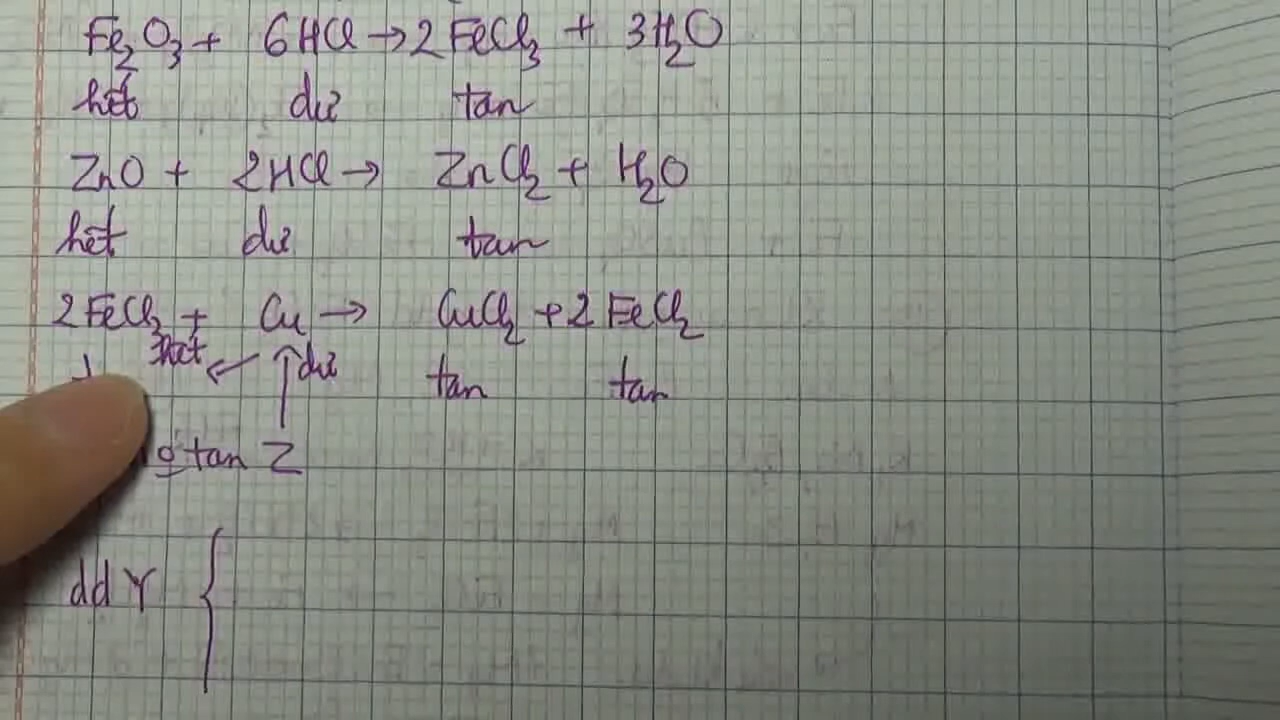 Fe₂O₃ + 6HCl → 2FeCl₃ + 3H₂O
hết dư tan
ZnO + 2HCl → ZnCl₂ + H₂O
hết dư tan
2FeCl₃ + Cu → CuCl₂ + 2FeCl₂
hết ← dư tan tan
tan Z
dd Y {